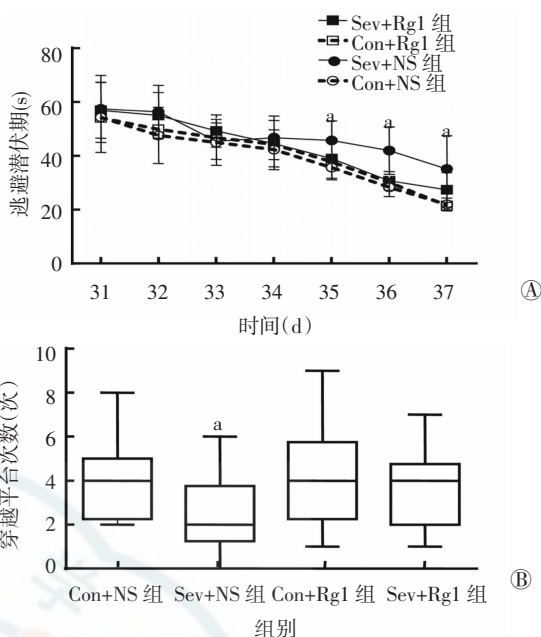 Sev+Rg1 组
Con+Rg1 组
Sev+NS 组
Con+NS 组
逃避潜伏期(s)
80
60
40
20
0
a a a
31 32 33 34 35 36 37
时间(d)
Ⓐ
穿越平台次数(次)
10
8
6
4
2
0
a
Con+NS 组 Sev+NS 组 Con+Rg1 组 Sev+Rg1 组
组别
Ⓑ